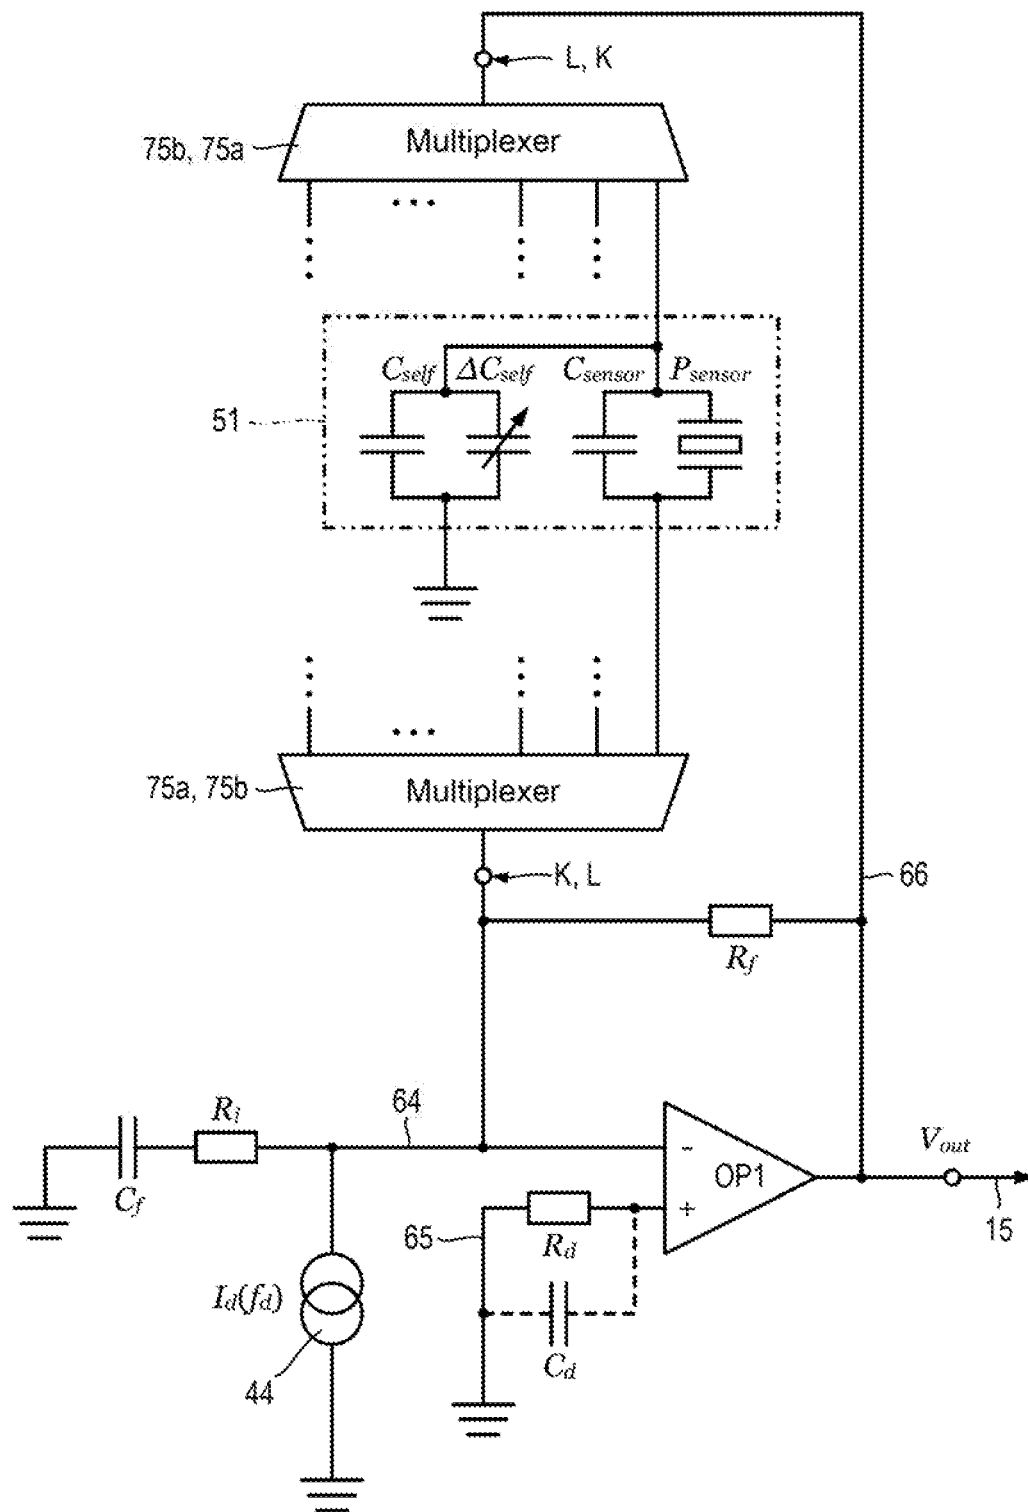 L, K
Multiplexer
75b, 75a
...
C_self ΔC_self C_sensor P_sensor
51
...
75a, 75b
Multiplexer
K, L
66
R_f
R_i
64
V_out
-
OP1
C_f
+
65
R_d
15
I_d(f_d)
C_d
44